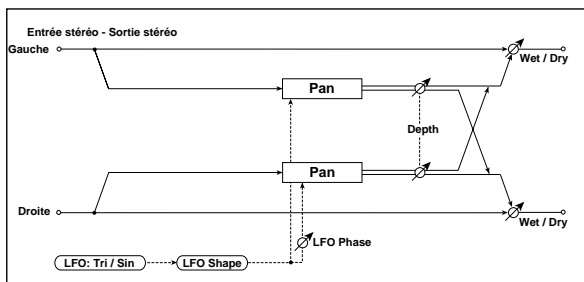 Entrée stéréo - Sortie stéréo
Gauche
Wet / Dry
Pan
Depth
Pan
Droite
Wet / Dry
LFO Phase
LFO: Tri / Sin
LFO Shape